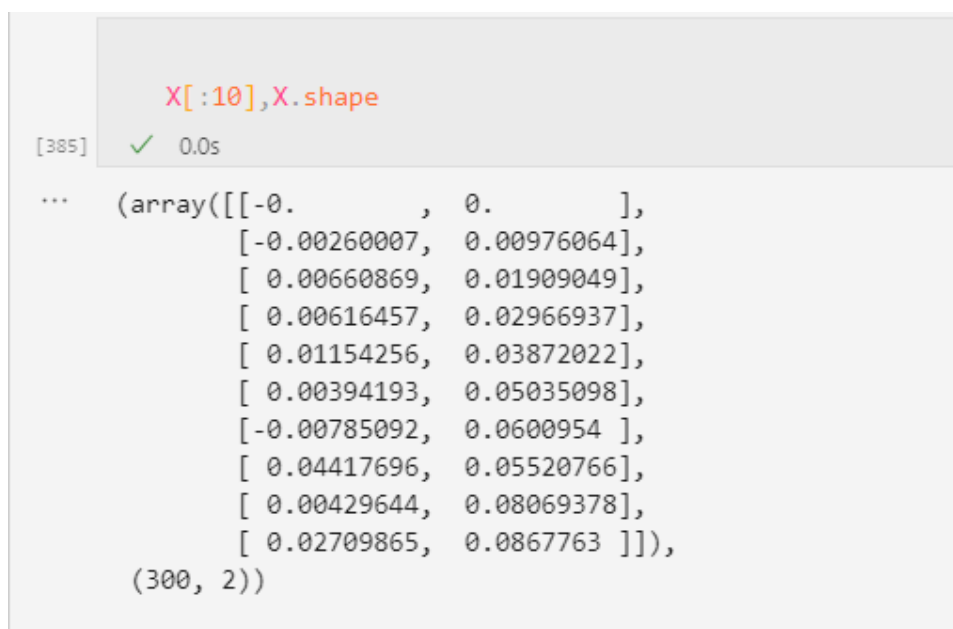 X[:10],X.shape
[385] ✓ 0.0s
... (array([[-0.        ,  0.        ],
[-0.00260007,  0.00976064],
[ 0.00660869,  0.01909049],
[ 0.00616457,  0.02966937],
[ 0.01154256,  0.03872022],
[ 0.00394193,  0.05035098],
[-0.00785092,  0.0600954 ],
[ 0.04417696,  0.05520766],
[ 0.00429644,  0.08069378],
[ 0.02709865,  0.0867763 ]]),
(300, 2))